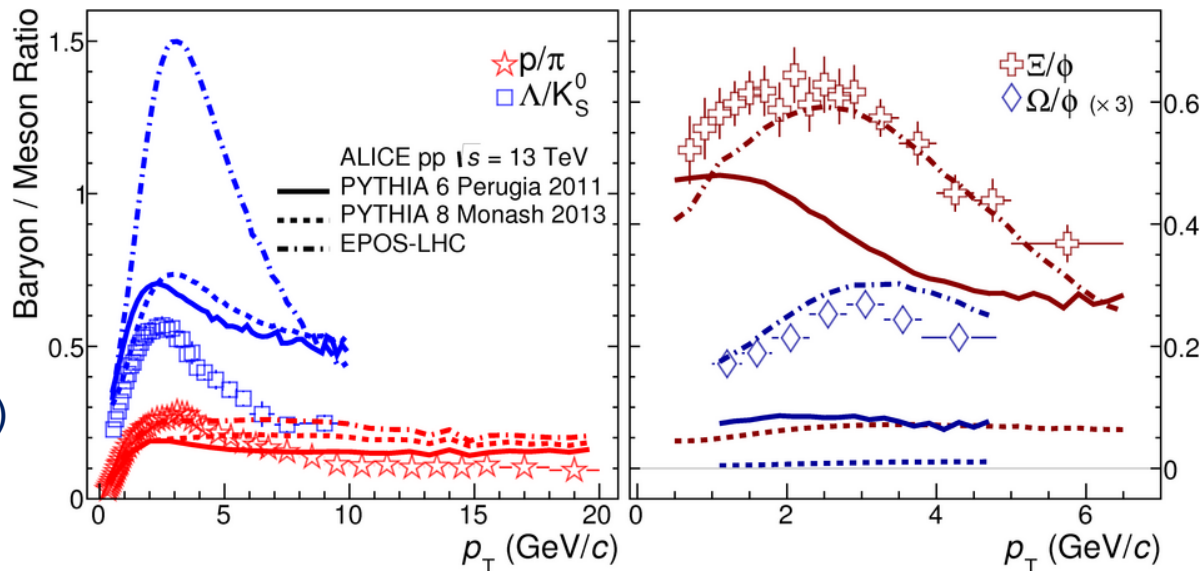 Baryon / Meson Ratio
1.5
1
0.5
0
p/π
Λ/K⁰_S
ALICE pp √s = 13 TeV
PYTHIA 6 Perugia 2011
PYTHIA 8 Monash 2013
EPOS-LHC
0 5 10 15 20
p_T (GeV/c)
Ξ/ϕ
Ω/ϕ (× 3)
0.6
0.4
0.2
0
0 2 4 6
p_T (GeV/c)
)